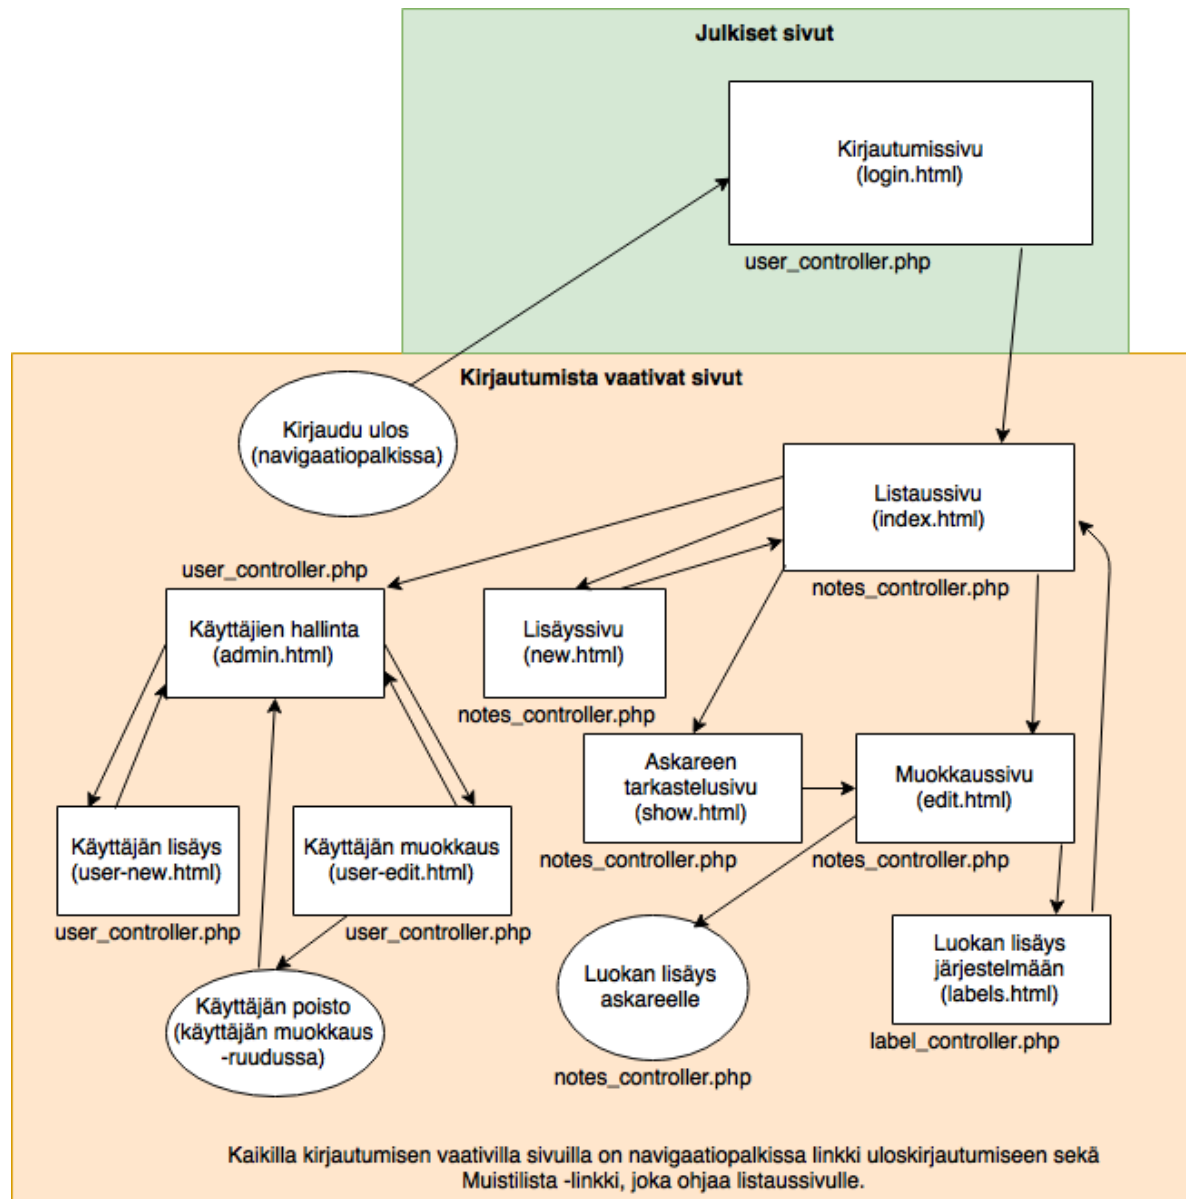 Julkiset sivut
Kirjautumissivu
(login.html)
user_controller.php
Kirjautumista vaativat sivut
Kirjaudu ulos
(navigaatiopalkissa)
Listaussivu
(index.html)
notes_controller.php
user_controller.php
Käyttäjien hallinta
(admin.html)
Lisäyssivu
(new.html)
notes_controller.php
Askareen
tarkastelusivu
(show.html)
notes_controller.php
Muokkaussivu
(edit.html)
notes_controller.php
Käyttäjän lisäys
(user-new.html)
user_controller.php
Käyttäjän muokkaus
(user-edit.html)
user_controller.php
Käyttäjän poisto
(käyttäjän muokkaus
-ruudussa)
Luokan lisäys
askareelle
notes_controller.php
Luokan lisäys
järjestelmään
(labels.html)
label_controller.php
Kaikilla kirjautumisen vaativilla sivuilla on navigaatiopalkissa linkki uloskirjautumiseen sekä
Muistilista -linkki, joka ohjaa listaussivulle.